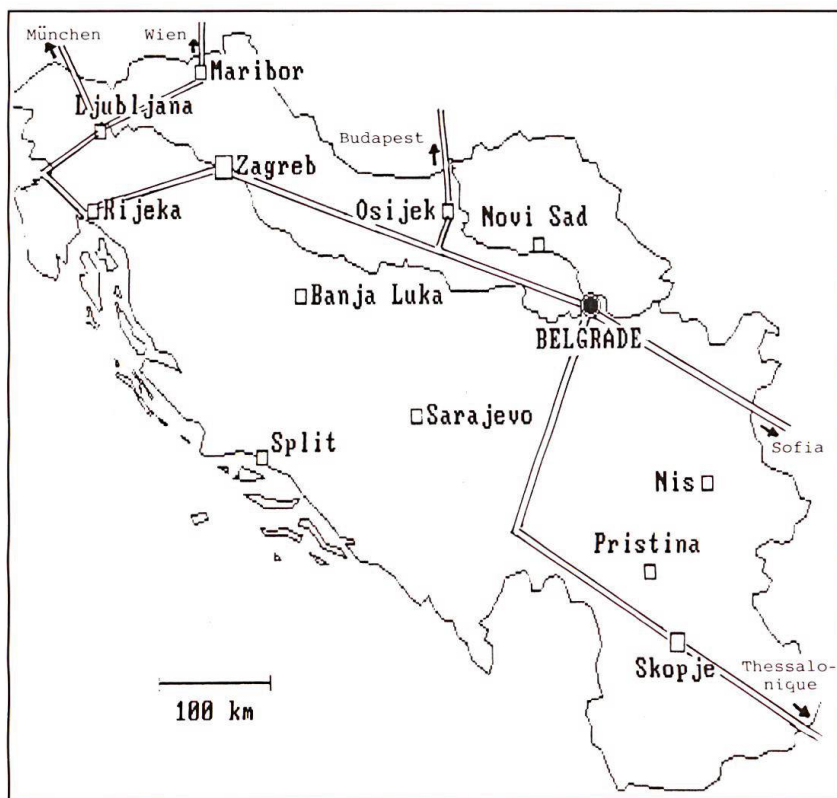 München
Wien
Maribor
Ljubljana
Budapest
Zagreb
Rijeka
Osijek
Novi Sad
Banja Luka
BELGRADE
Sarajevo
Sofia
Split
Nis
Pristina
Skopje
Thessalo-
nique
100 km